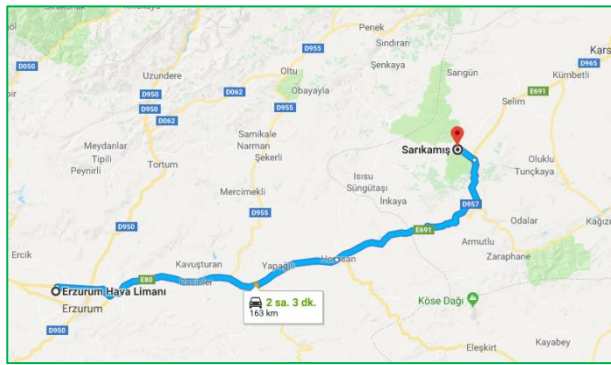 D050
D955
Penek
Kars
Sındıran
D965
Oltu
Şenkaya
Sarıgün
E691
Kümbetli
D050
D950
Uzundere
D062
Obayayla
Selim
D950
D955
D062
Meydanlar
Samikale
Sarıkamış
Tipili
Narman
Oluklu
Peynirli
Tortum
Şekerli
Tunçkaya
Isısu
Süngütaşı
Mercimekli
İnkaya
D957
D955
D950
Odalar
E691
Ercik
Armutlu
Kavuşturan
Yapağılı
Horasan
Zaraphane
E80
Erzurum Hava Limanı
Erzurum
2 sa. 3 dk.
163 km
Köse Dağı
D950
Kayabey
Eleşkirt